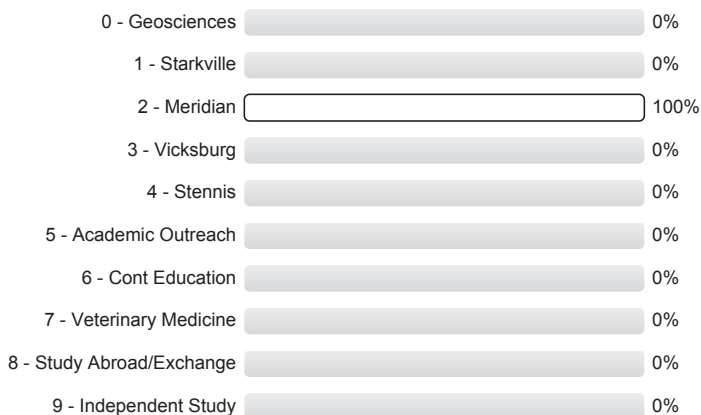 0 - Geosciences 0%
1 - Starkville 0%
2 - Meridian 100%
3 - Vicksburg 0%
4 - Stennis 0%
5 - Academic Outreach 0%
6 - Cont Education 0%
7 - Veterinary Medicine 0%
8 - Study Abroad/Exchange 0%
9 - Independent Study 0%